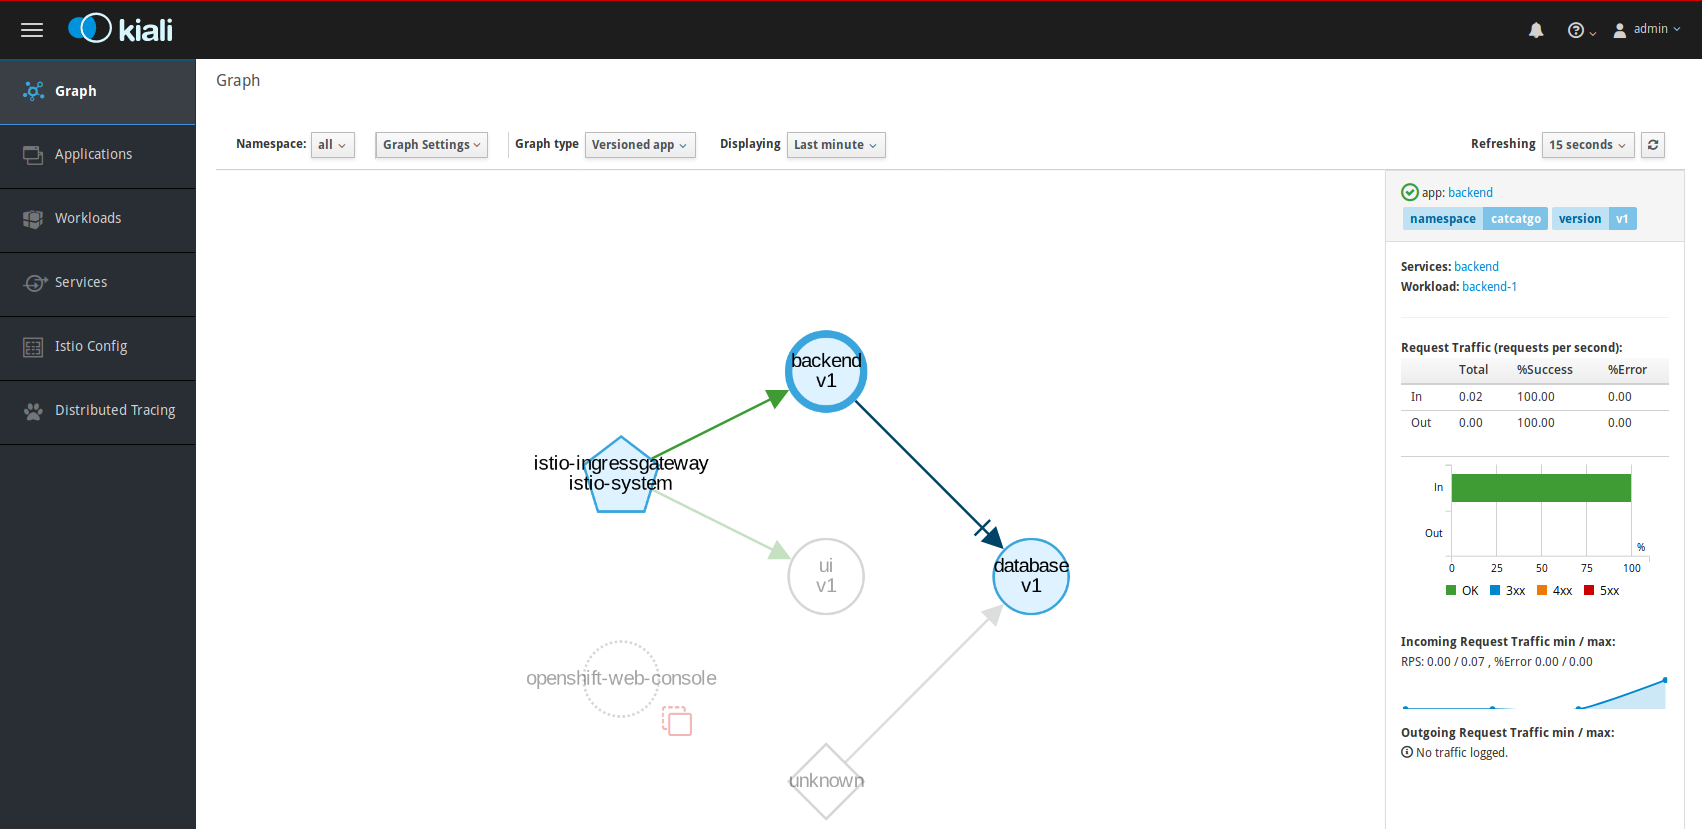 kiali
admin
Graph
Applications
Workloads
Services
Istio Config
Distributed Tracing
Graph
Namespace: all Graph Settings Graph type Versioned app Displaying Last minute Refreshing 15 seconds
backend
v1
istio-ingressgateway
istio-system
ui
v1
database
v1
openshift-web-console
unknown
app: backend
namespace catcatgo version v1
Services: backend
Workload: backend-1
Request Traffic (requests per second):
Total %Success %Error
In 0.02 100.00 0.00
Out 0.00 100.00 0.00
In
Out
%
0 25 50 75 100
OK 3xx 4xx 5xx
Incoming Request Traffic min / max:
RPS: 0.00 / 0.07 , %Error 0.00 / 0.00
Outgoing Request Traffic min / max:
No traffic logged.